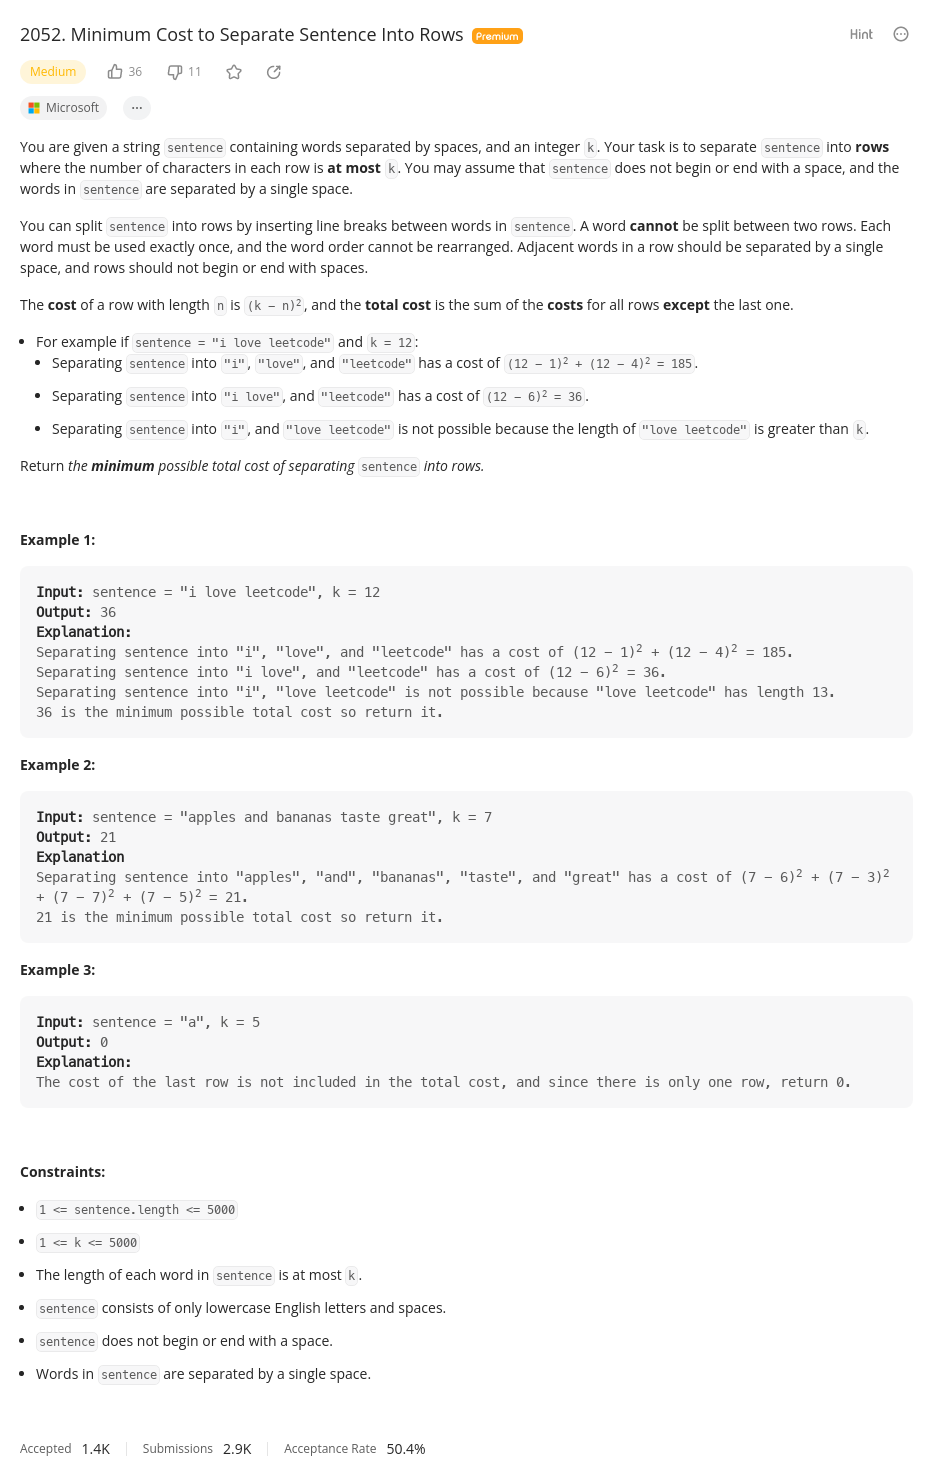 2052. Minimum Cost to Separate Sentence Into Rows Premium Hint
Medium 36 11
Microsoft ...
You are given a string sentence containing words separated by spaces, and an integer k. Your task is to separate sentence into rows
where the number of characters in each row is at most k. You may assume that sentence does not begin or end with a space, and the
words in sentence are separated by a single space.
You can split sentence into rows by inserting line breaks between words in sentence. A word cannot be split between two rows. Each
word must be used exactly once, and the word order cannot be rearranged. Adjacent words in a row should be separated by a single
space, and rows should not begin or end with spaces.
The cost of a row with length n is (k - n)², and the total cost is the sum of the costs for all rows except the last one.
• For example if sentence = "i love leetcode" and k = 12:
• Separating sentence into "i", "love", and "leetcode" has a cost of (12 - 1)² + (12 - 4)² = 185.
• Separating sentence into "i love", and "leetcode" has a cost of (12 - 6)² = 36.
• Separating sentence into "i", and "love leetcode" is not possible because the length of "love leetcode" is greater than k.
Return the minimum possible total cost of separating sentence into rows.
Example 1:
Input: sentence = "i love leetcode", k = 12
Output: 36
Explanation:
Separating sentence into "i", "love", and "leetcode" has a cost of (12 - 1)² + (12 - 4)² = 185.
Separating sentence into "i love", and "leetcode" has a cost of (12 - 6)² = 36.
Separating sentence into "i", "love leetcode" is not possible because "love leetcode" has length 13.
36 is the minimum possible total cost so return it.
Example 2:
Input: sentence = "apples and bananas taste great", k = 7
Output: 21
Explanation
Separating sentence into "apples", "and", "bananas", "taste", and "great" has a cost of (7 - 6)² + (7 - 3)²
+ (7 - 7)² + (7 - 5)² = 21.
21 is the minimum possible total cost so return it.
Example 3:
Input: sentence = "a", k = 5
Output: 0
Explanation:
The cost of the last row is not included in the total cost, and since there is only one row, return 0.
Constraints:
• 1 <= sentence.length <= 5000
• 1 <= k <= 5000
• The length of each word in sentence is at most k.
• sentence consists of only lowercase English letters and spaces.
• sentence does not begin or end with a space.
• Words in sentence are separated by a single space.
Accepted 1.4K Submissions 2.9K Acceptance Rate 50.4%